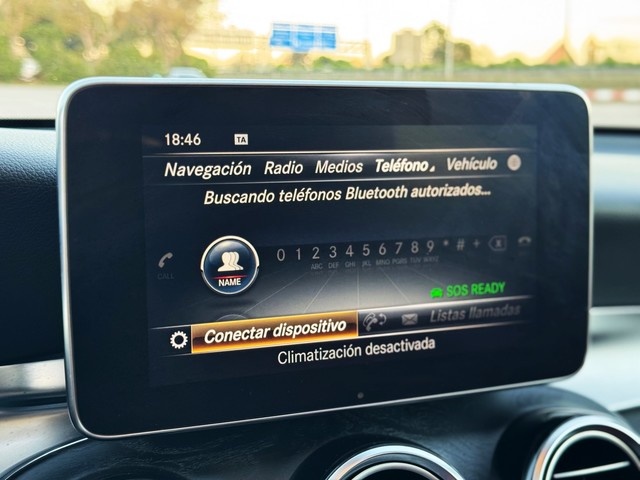 18:46 TA
Navegación Radio Medios Teléfono Vehículo
Buscando teléfonos Bluetooth autorizados...
0 1 2 3 4 5 6 7 8 9 * # +
CALL ABC DEF GHI JKL MNO PQRS TUV WXYZ
NAME
SOS READY
Conectar dispositivo Listas llamadas
Climatización desactivada